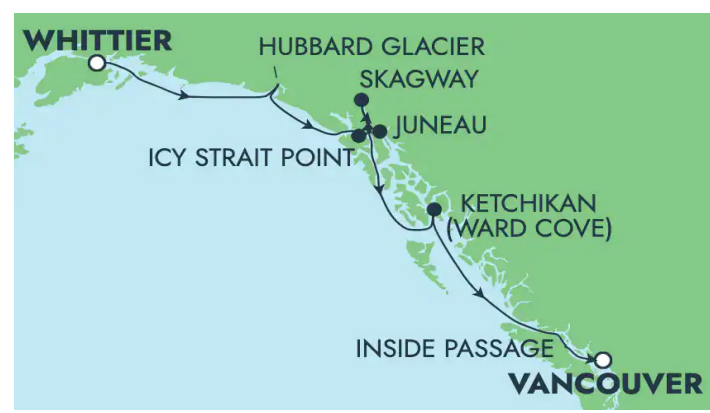 WHITTIER
HUBBARD GLACIER
SKAGWAY
JUNEAU
ICY STRAIT POINT
KETCHIKAN
(WARD COVE)
INSIDE PASSAGE
VANCOUVER